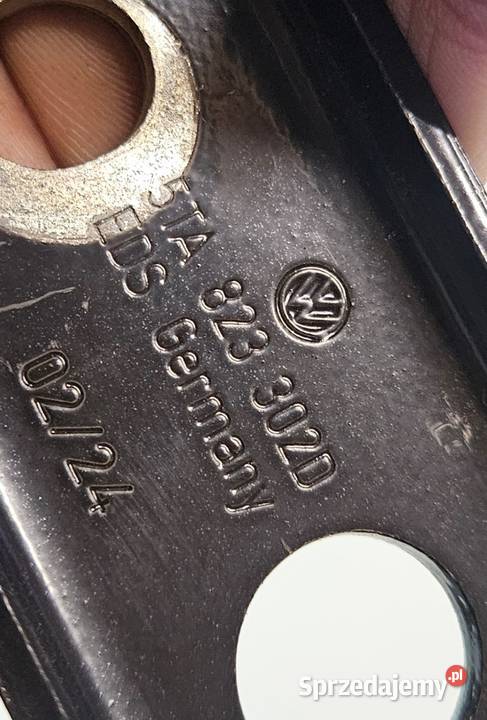 5TA 823 302D
EDS Germany
02/24
Sprzedajemy.pl